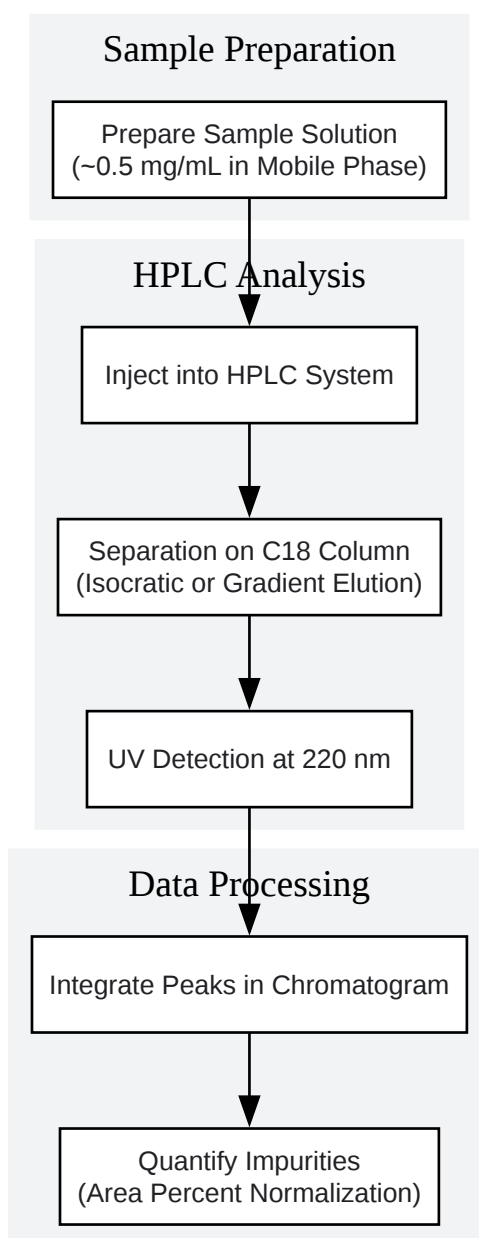 Sample Preparation
Prepare Sample Solution
(~0.5 mg/mL in Mobile Phase)
HPLC Analysis
Inject into HPLC System
Separation on C18 Column
(Isocratic or Gradient Elution)
UV Detection at 220 nm
Data Processing
Integrate Peaks in Chromatogram
Quantify Impurities
(Area Percent Normalization)